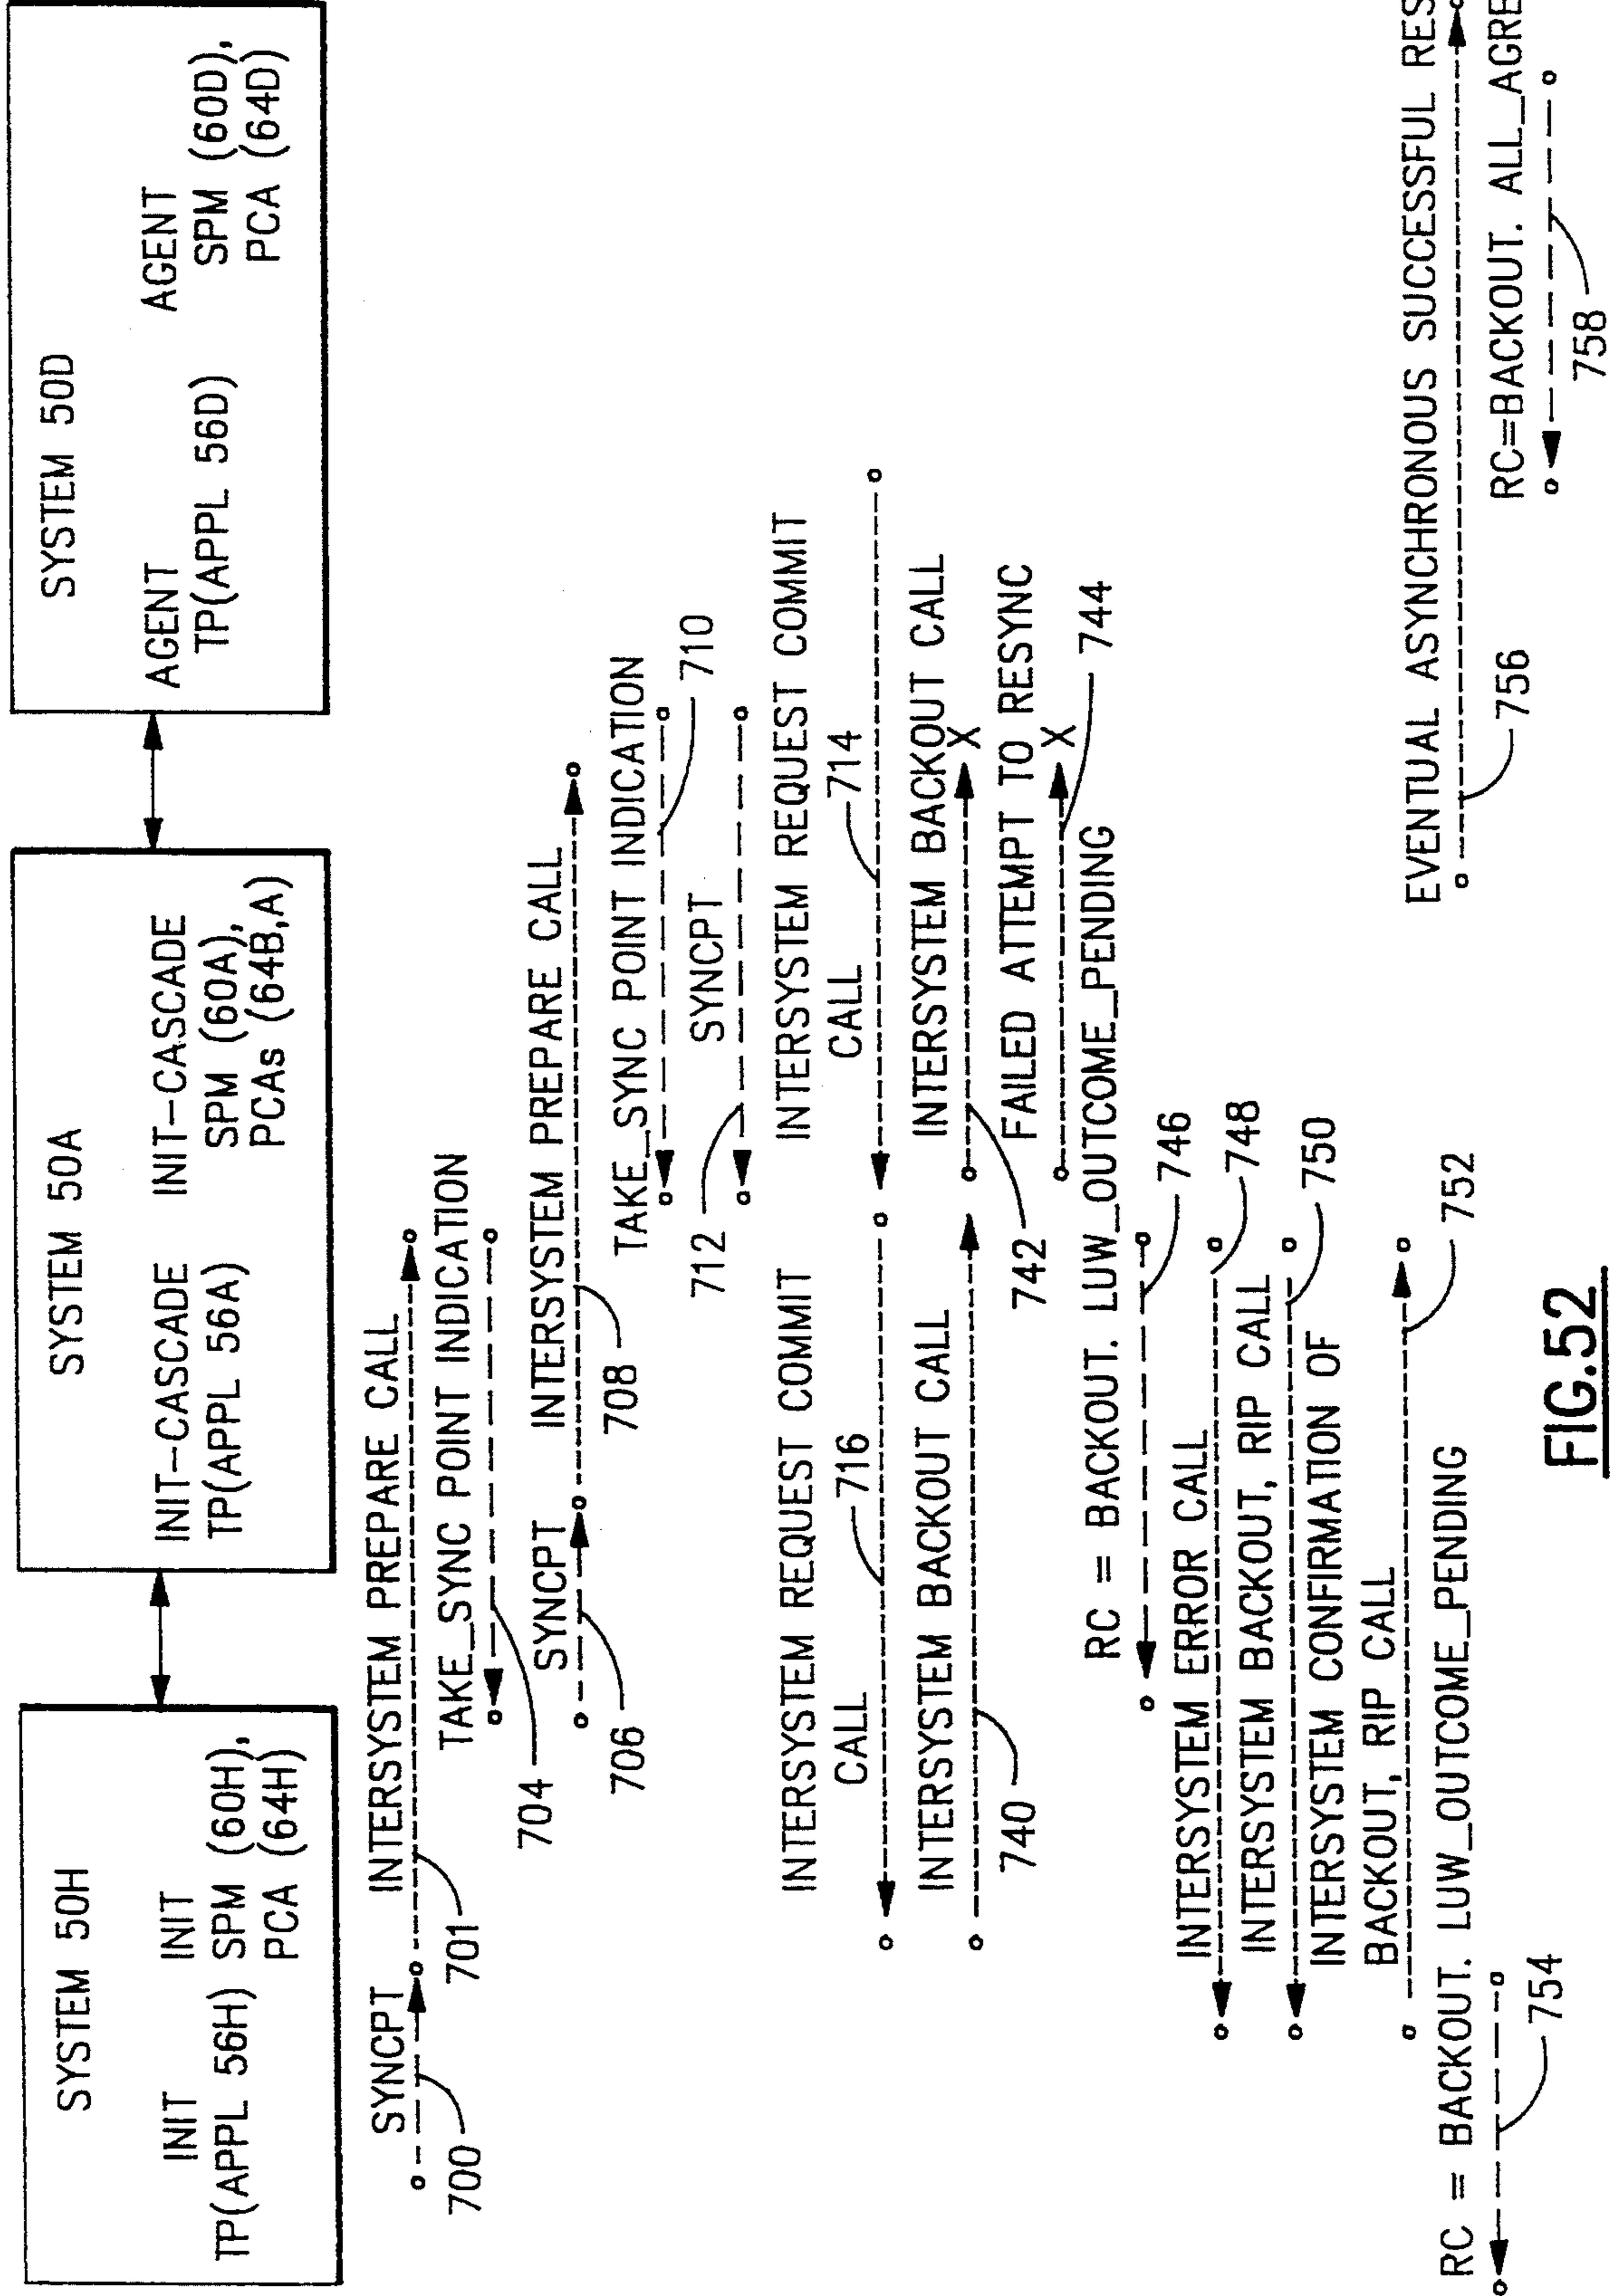 SYSTEM 50H
INIT INIT
TP(APPL 56H) SPM (60H),
PCA (64H)
SYSTEM 50A
INIT-CASCADE INIT-CASCADE
TP(APPL 56A) SPM (60A),
PCAs (64B,A)
SYSTEM 50D
AGENT AGENT
TP(APPL 56D) SPM (60D),
PCA (64D)
SYNCPT INTERSYSTEM PREPARE CALL
700 701
TAKE_SYNC POINT INDICATION
704
SYNCPT INTERSYSTEM PREPARE CALL
706 708
TAKE_SYNC POINT INDICATION
710
SYNCPT
712
INTERSYSTEM REQUEST COMMIT
CALL 716
INTERSYSTEM REQUEST COMMIT
CALL 714
INTERSYSTEM BACKOUT CALL
740
INTERSYSTEM BACKOUT CALL
X
742
FAILED ATTEMPT TO RESYNC
X
744
RC = BACKOUT. LUW_OUTCOME_PENDING
746
INTERSYSTEM ERROR CALL
748
INTERSYSTEM BACKOUT, RIP CALL
750
INTERSYSTEM CONFIRMATION OF
BACKOUT, RIP CALL
752
RC = BACKOUT. LUW_OUTCOME_PENDING
754
EVENTUAL ASYNCHRONOUS SUCCESSFUL RES
756
RC=BACKOUT. ALL_AGRE
758
FIG.52